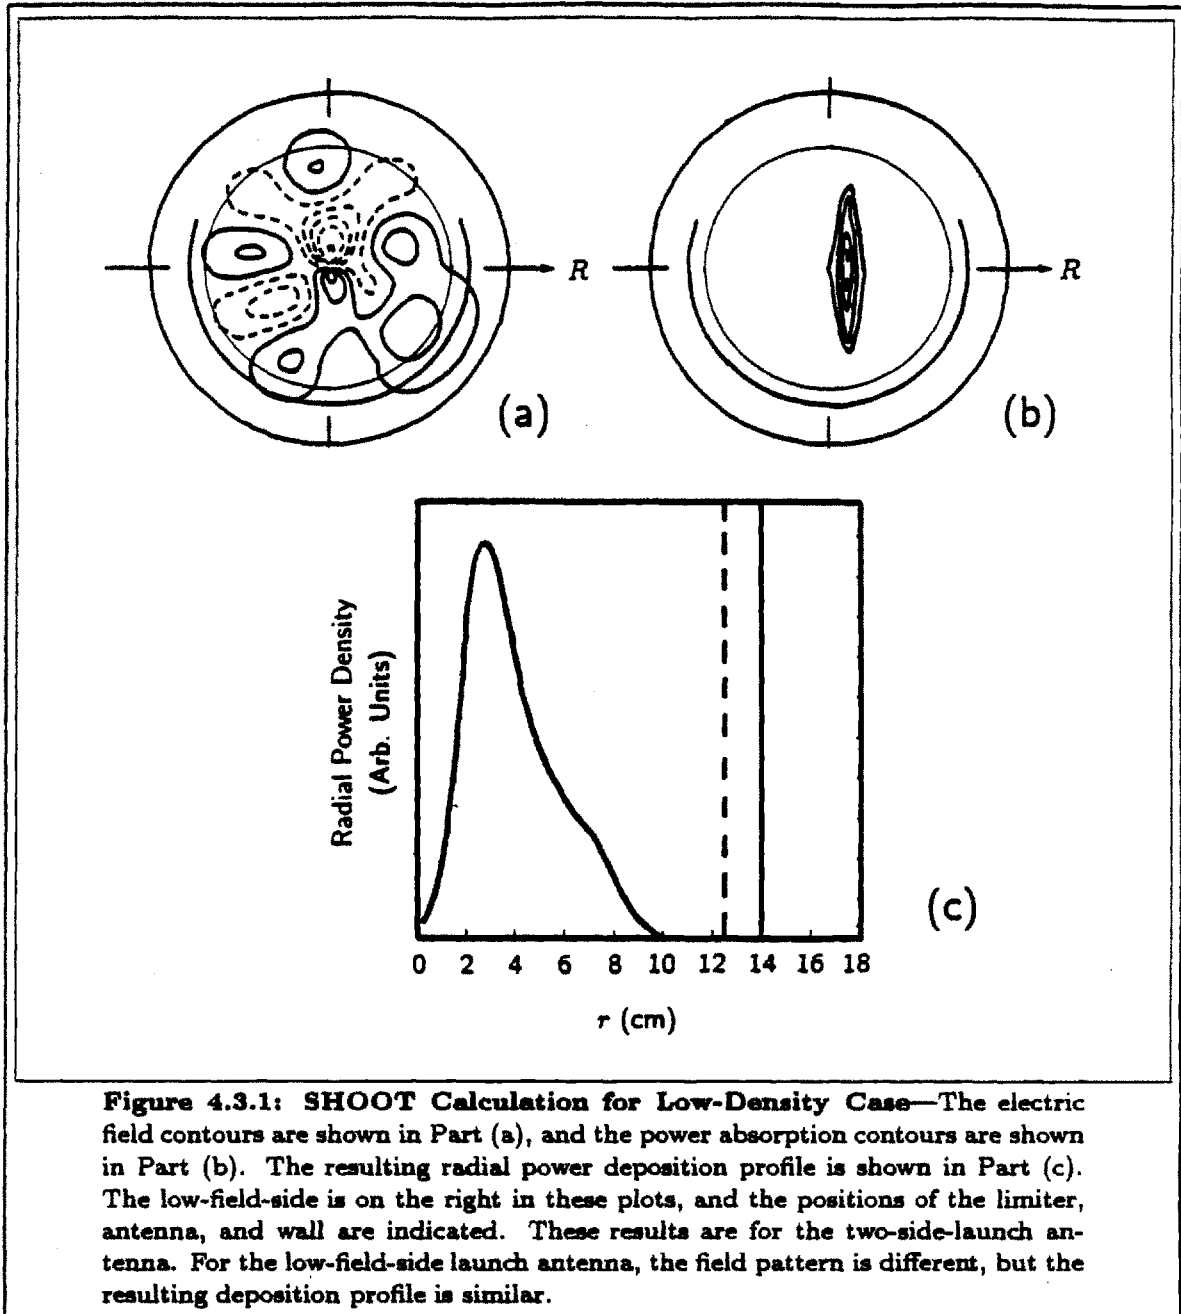 R
R
(a)
(b)
Radial Power Density
(Arb. Units)
(c)
0 2 4 6 8 10 12 14 16 18
r (cm)
Figure 4.3.1: SHOOT Calculation for Low-Density Case—The electric
field contours are shown in Part (a), and the power absorption contours are shown
in Part (b). The resulting radial power deposition profile is shown in Part (c).
The low-field-side is on the right in these plots, and the positions of the limiter,
antenna, and wall are indicated. These results are for the two-side-launch an-
tenna. For the low-field-side launch antenna, the field pattern is different, but the
resulting deposition profile is similar.